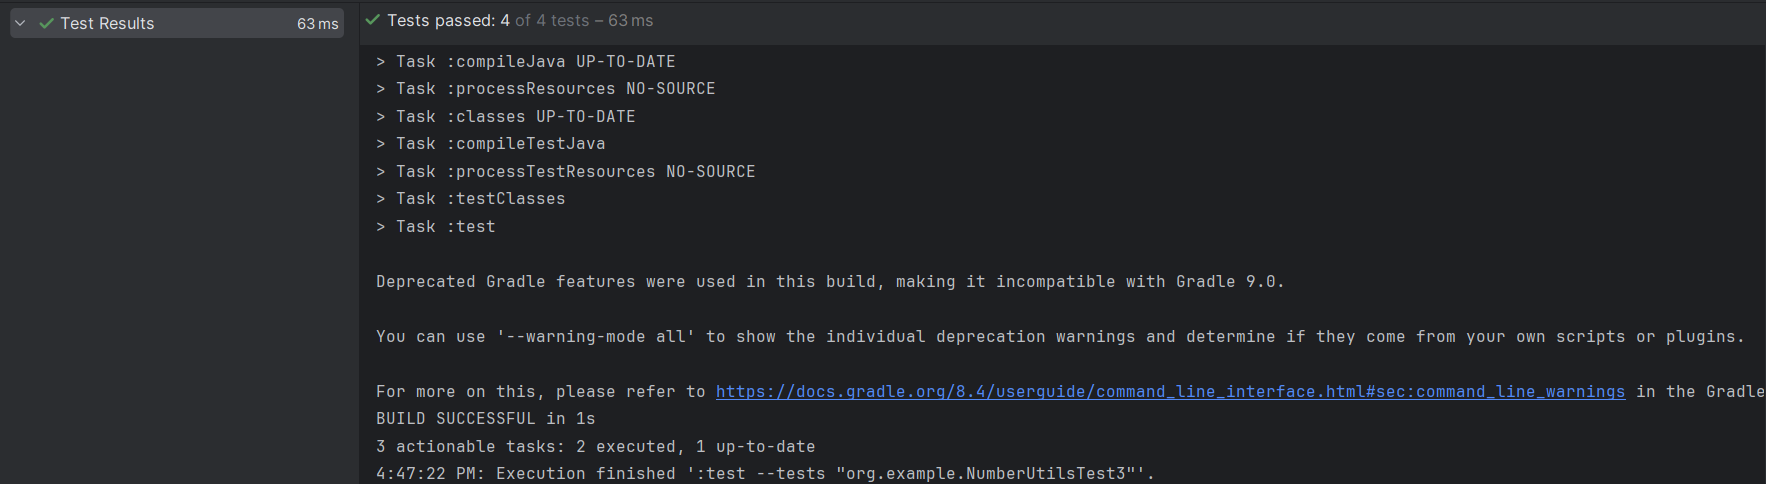 Test Results 63 ms
Tests passed: 4 of 4 tests – 63 ms
> Task :compileJava UP-TO-DATE
> Task :processResources NO-SOURCE
> Task :classes UP-TO-DATE
> Task :compileTestJava
> Task :processTestResources NO-SOURCE
> Task :testClasses
> Task :test
Deprecated Gradle features were used in this build, making it incompatible with Gradle 9.0.
You can use '--warning-mode all' to show the individual deprecation warnings and determine if they come from your own scripts or plugins.
For more on this, please refer to https://docs.gradle.org/8.4/userguide/command_line_interface.html#sec:command_line_warnings in the Gradle
BUILD SUCCESSFUL in 1s
3 actionable tasks: 2 executed, 1 up-to-date
4:47:22 PM: Execution finished ':test --tests "org.example.NumberUtilsTest3"'.